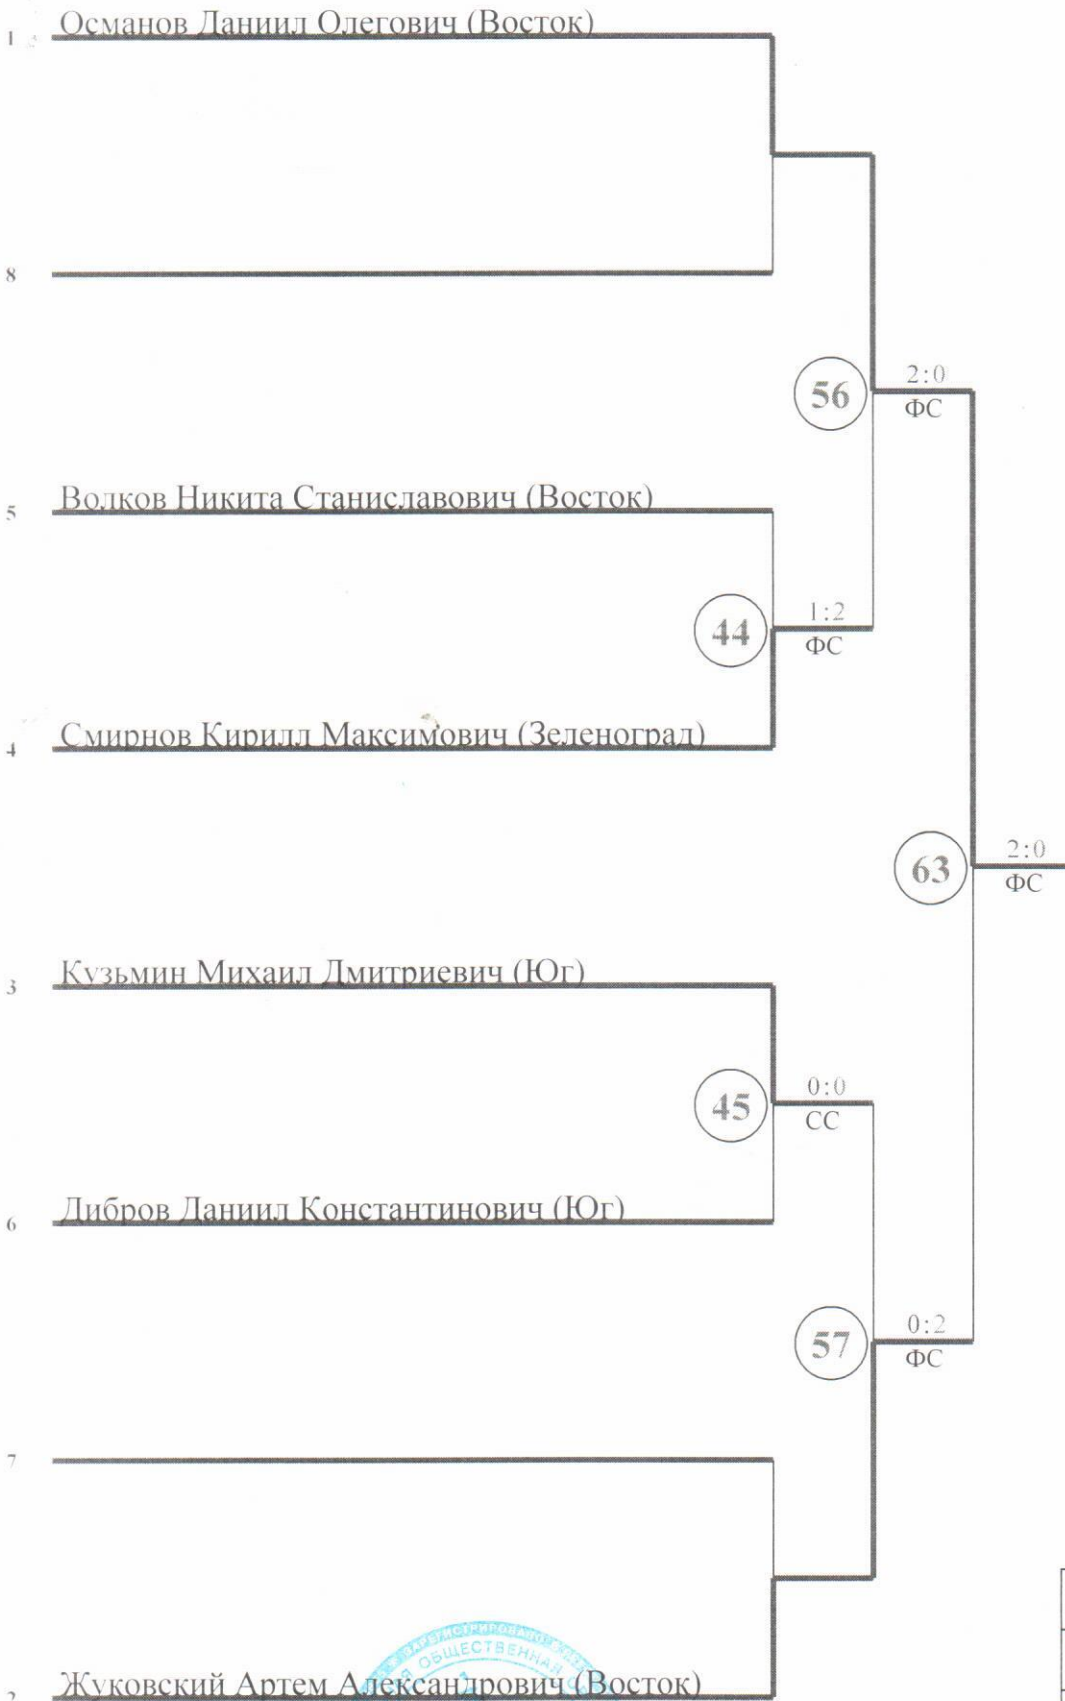 1 Османов Даниил Олегович (Восток)
8
56 2:0
ФС
5 Волков Никита Станиславович (Восток)
44 1:2
ФС
4 Смирнов Кирилл Максимович (Зеленоград)
63 2:0
ФС
3 Кузьмин Михаил Дмитриевич (Юг)
45 0:0
СС
6 Дибров Даниил Константинович (Юг)
57 0:2
ФС
7
ЗАРЕГИСТРИРОВАНО
ОБЩЕСТВЕННАЯ
2 Жуковский Артем Александрович (Восток)